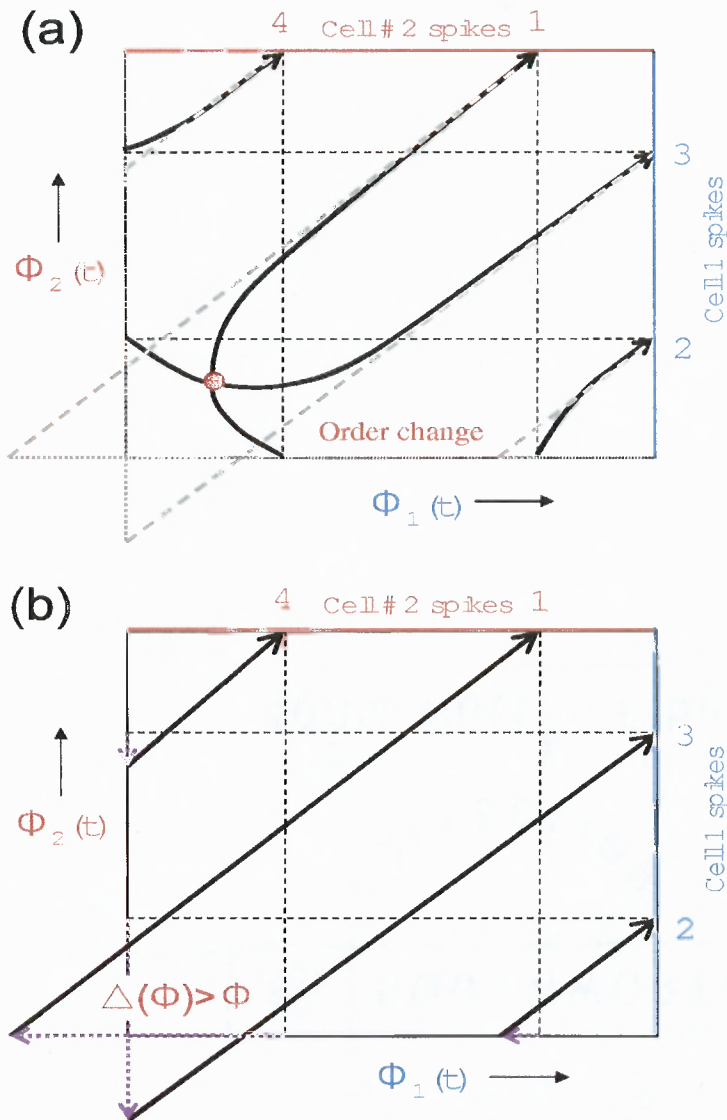 (a)
4 Cell# 2 spikes 1
3
Φ2 (t)
Cell1 spikes
2
Order change
Φ1 (t)
(b)
4 Cell# 2 spikes 1
3
Φ2 (t)
Cell1 spikes
2
△(Φ)> Φ
Φ1 (t)